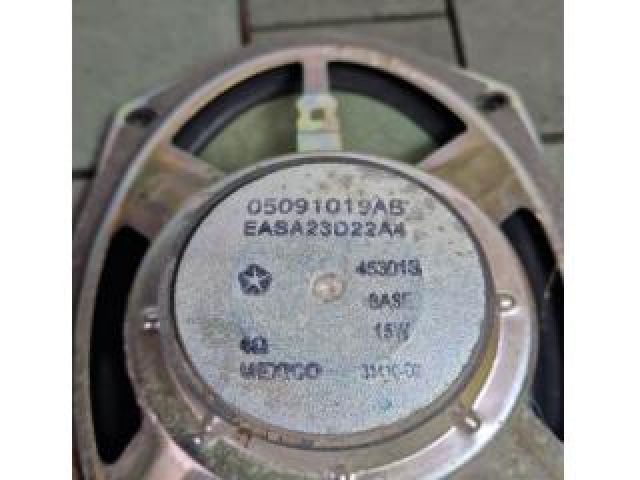 05091019AB
EASA23D22A4
45301S
BASE
15W
4Ω
MEXICO